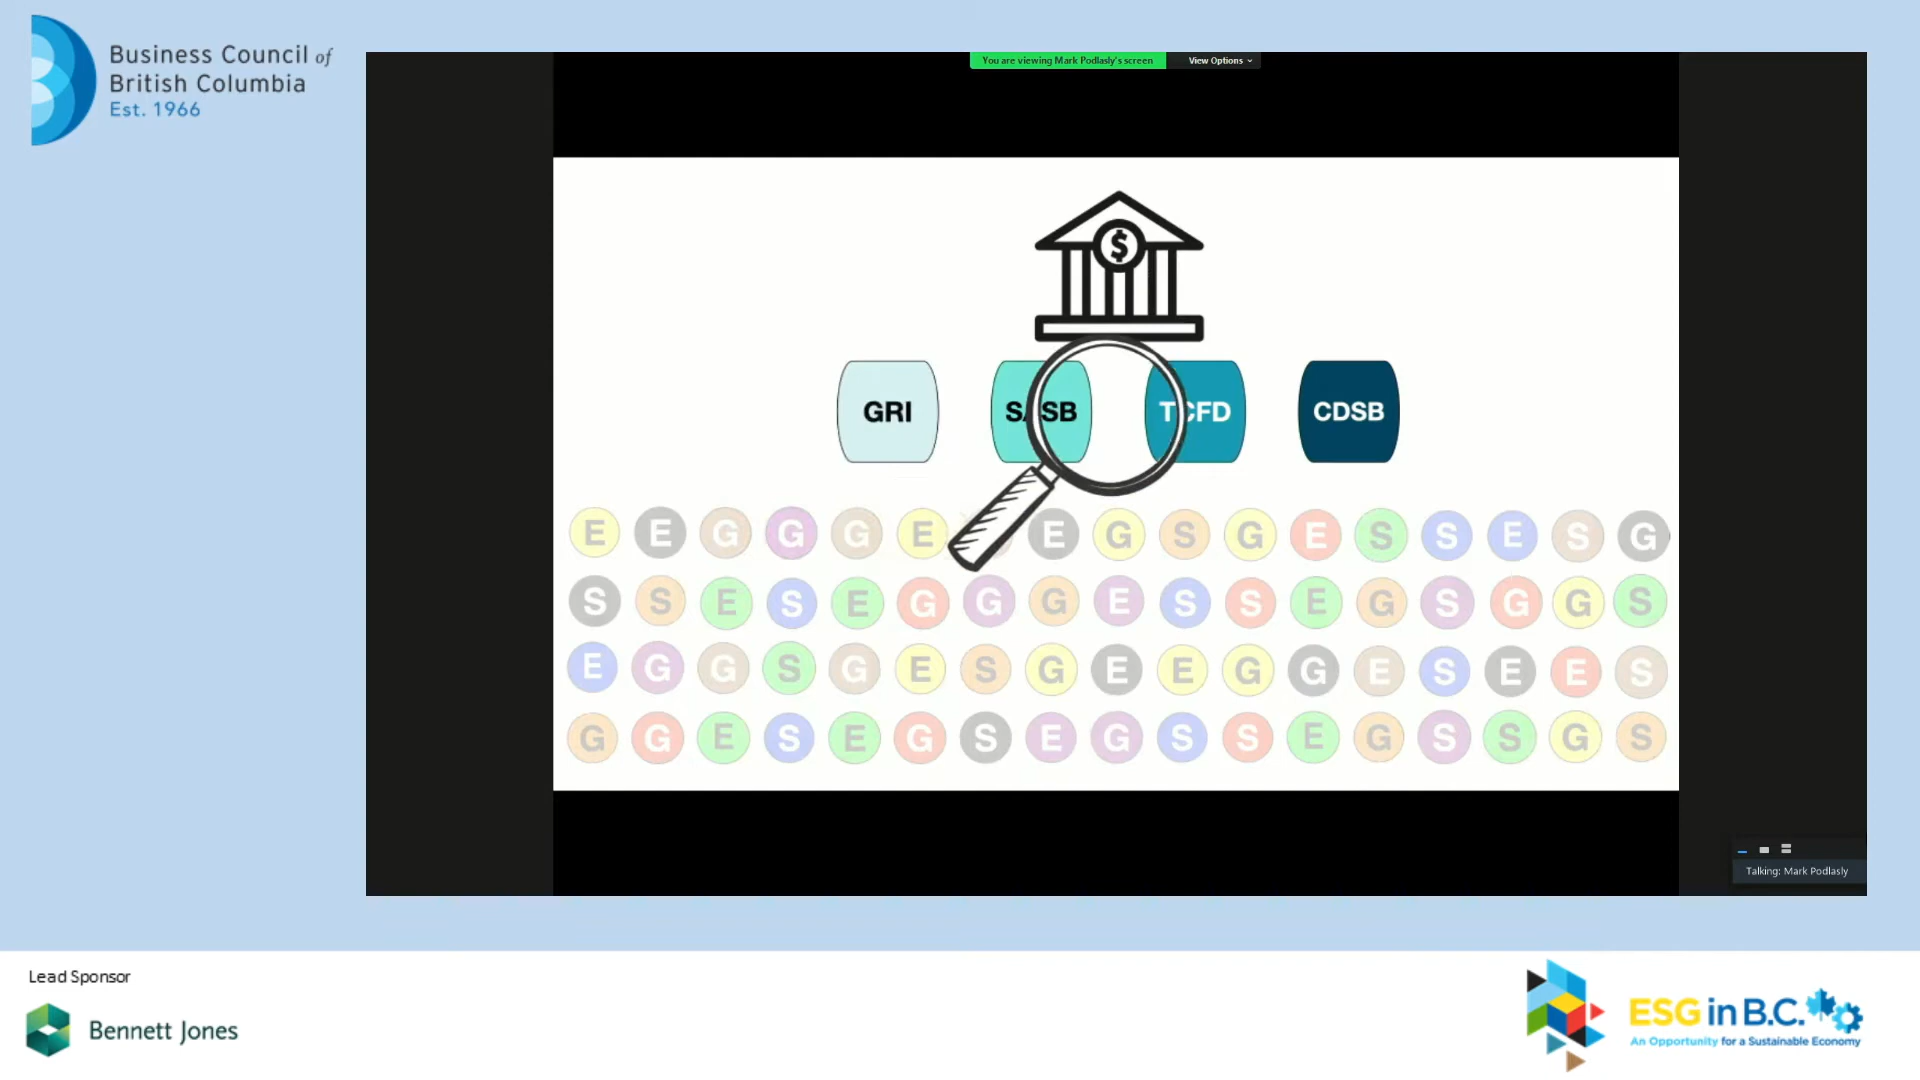 Business Council of
British Columbia
Est. 1966
You are viewing Mark Podlasly's screen View Options
$
GRI SASB TCFD CDSB
E E G G G E E G S G E S S E S G
S S E S E G G G E S S E G S G G S
E G G S G E S G E E G G E S E E S
G G E S E G S E G S S E G S S G S
Talking: Mark Podlasly
Lead Sponsor
Bennett Jones
ESG in B.C.
An Opportunity for a Sustainable Economy